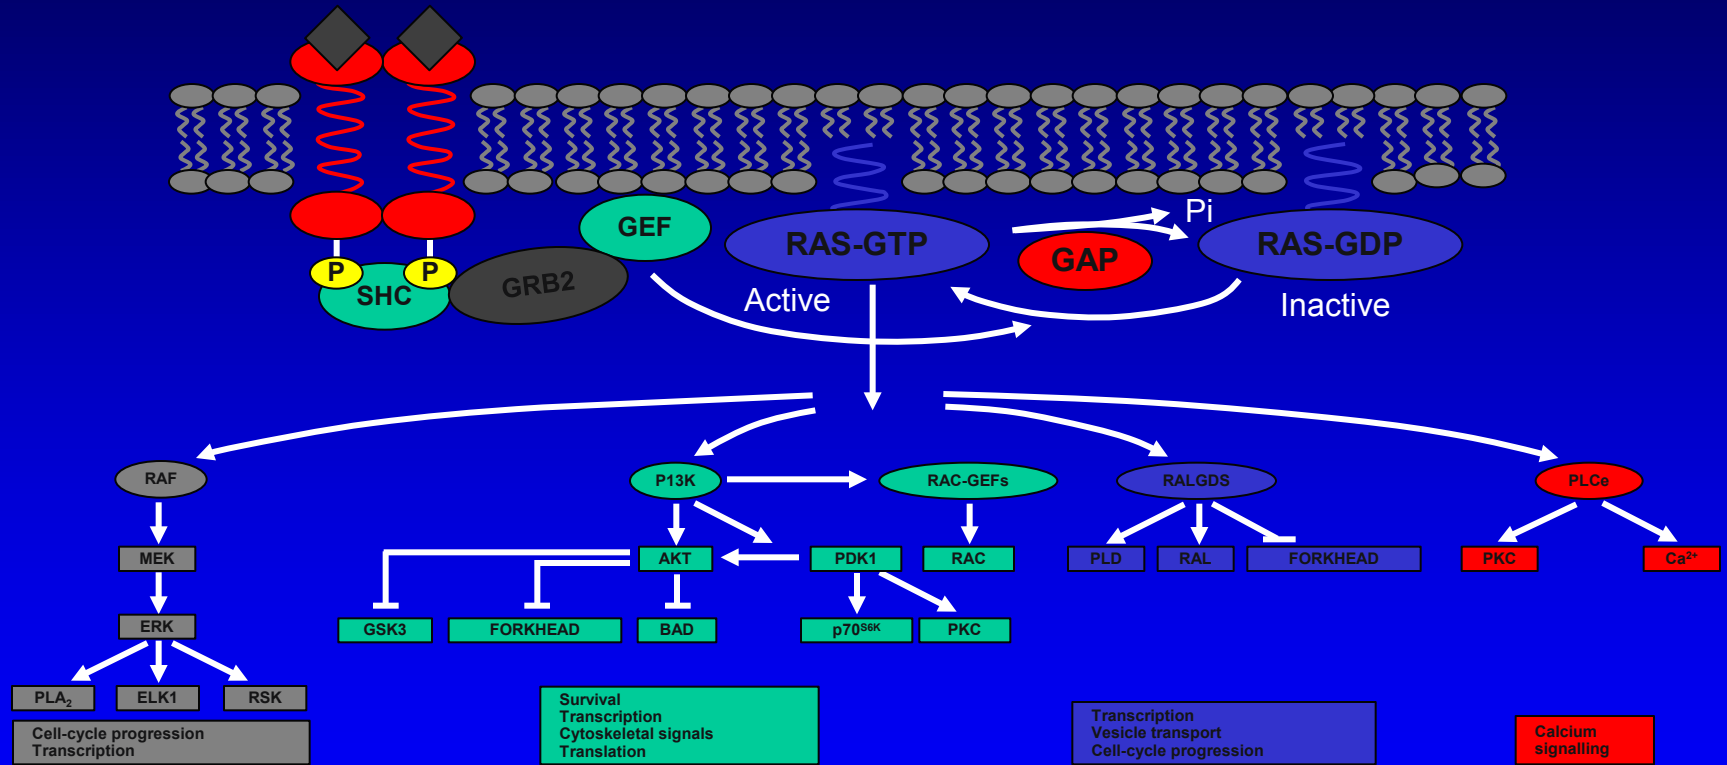 Pi
GEF
RAS-GTP
RAS-GDP
GAP
P
P
SHC
GRB2
Active
Inactive
RAF
P13K
RAC-GEFs
RALGDS
PLCe
MEK
AKT
PDK1
RAC
PLD
RAL
FORKHEAD
PKC
Ca²⁺
ERK
GSK3
FORKHEAD
BAD
p70ˢ⁶ᴷ
PKC
PLA₂
ELK1
RSK
Cell-cycle progression
Transcription
Survival
Transcription
Cytoskeletal signals
Translation
Transcription
Vesicle transport
Cell-cycle progression
Calcium
signalling